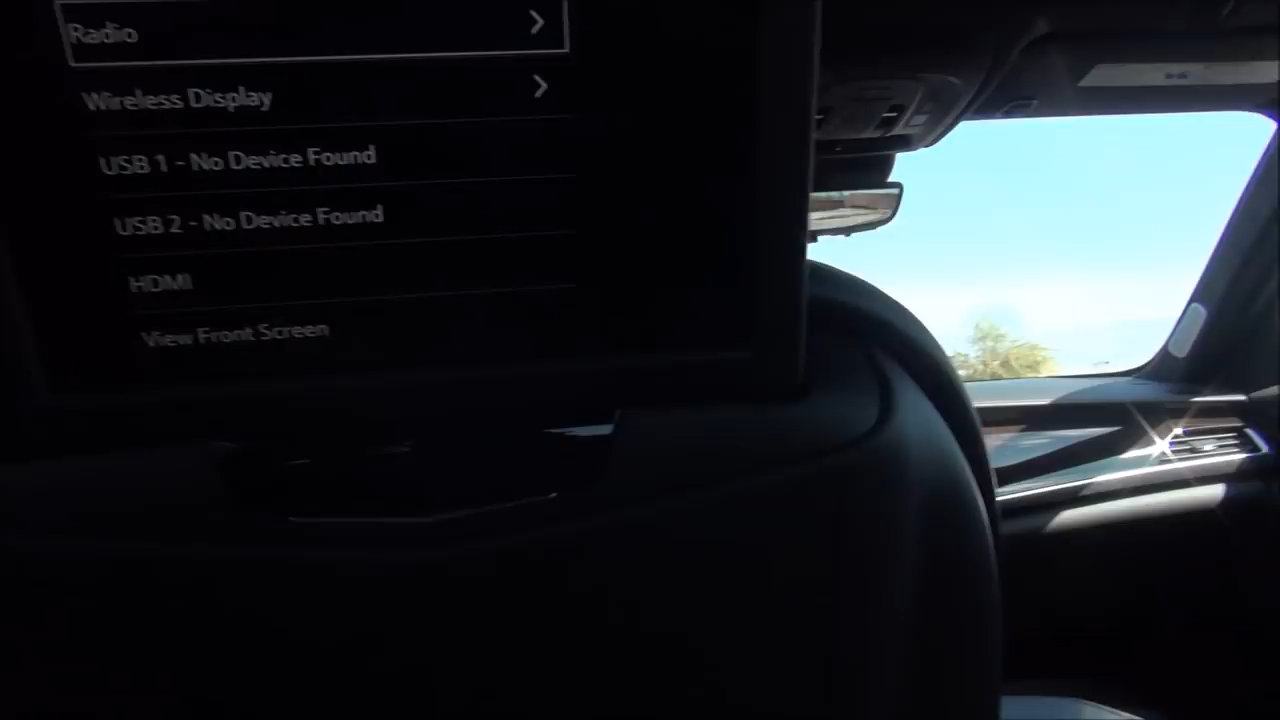 Radio
Wireless Display
USB 1 - No Device Found
USB 2 - No Device Found
HDMI
View Front Screen